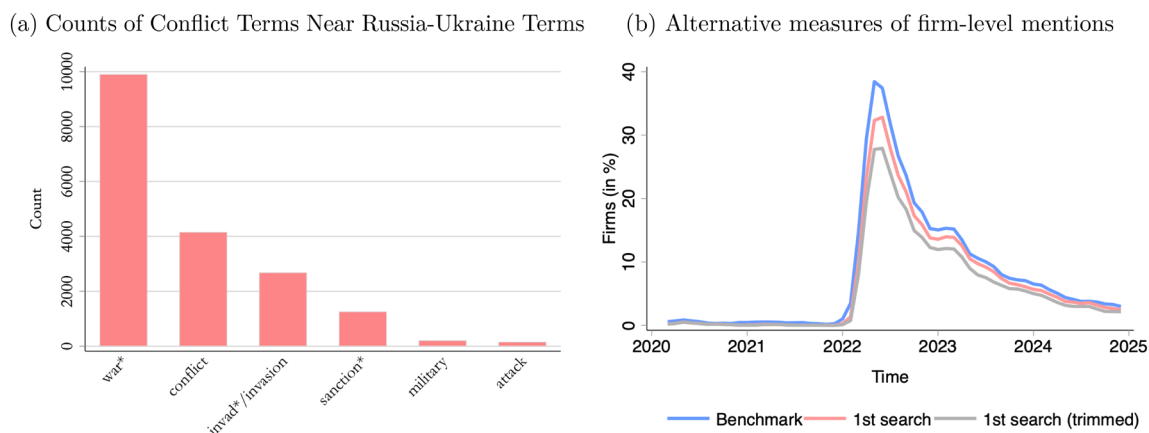 (a) Counts of Conflict Terms Near Russia-Ukraine Terms
Count
10000
8000
6000
4000
2000
0
war*
conflict
invad*/invasion
sanction*
military
attack
(b) Alternative measures of firm-level mentions
Firms (in %)
40
30
20
10
0
2020 2021 2022 2023 2024 2025
Time
Benchmark 1st search 1st search (trimmed)